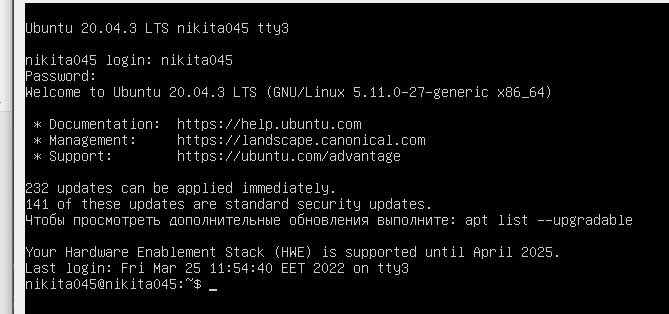 Ubuntu 20.04.3 LTS nikita045 tty3
nikita045 login: nikita045
Password:
Welcome to Ubuntu 20.04.3 LTS (GNU/Linux 5.11.0-27-generic x86_64)
* Documentation:  https://help.ubuntu.com
* Management:     https://landscape.canonical.com
* Support:        https://ubuntu.com/advantage
232 updates can be applied immediately.
141 of these updates are standard security updates.
Чтобы просмотреть дополнительные обновления выполните: apt list --upgradable
Your Hardware Enablement Stack (HWE) is supported until April 2025.
Last login: Fri Mar 25 11:54:40 EET 2022 on tty3
nikita045@nikita045:~$ _